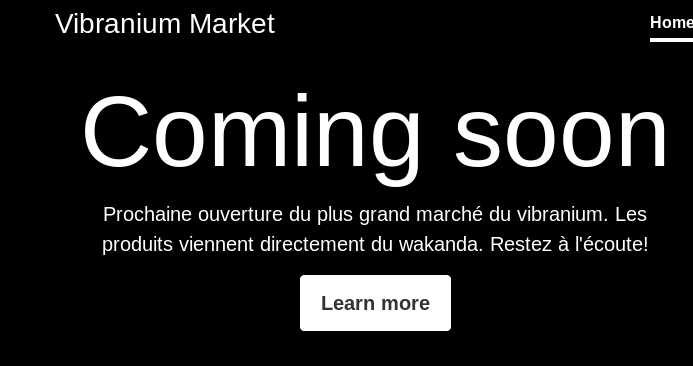 Vibranium Market
Home
Coming soon
Prochaine ouverture du plus grand marché du vibranium. Les
produits viennent directement du wakanda. Restez à l'écoute!
Learn more